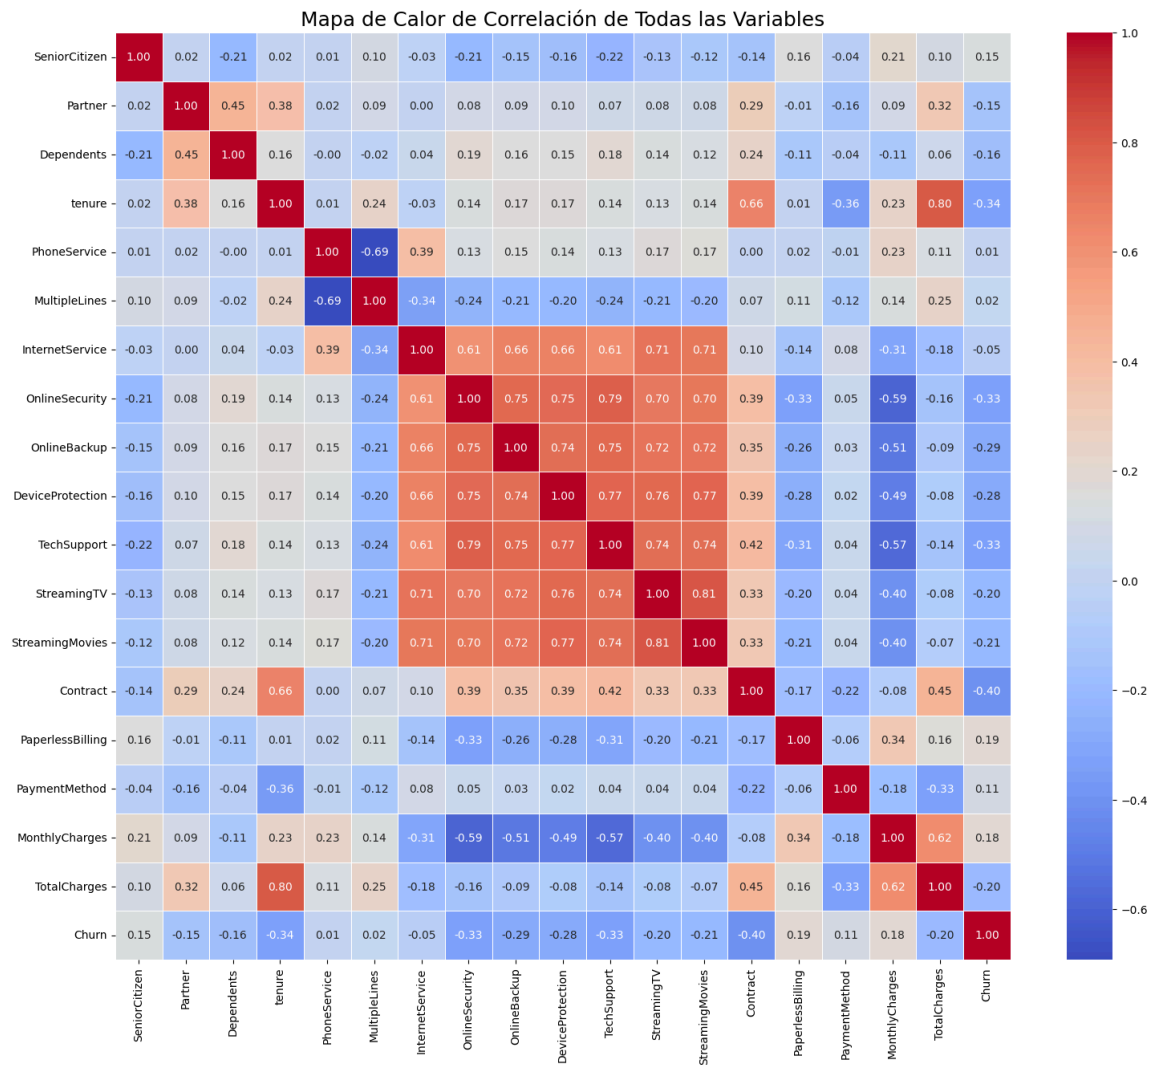 Mapa de Calor de Correlación de Todas las Variables
SeniorCitizen 1.00 0.02 -0.21 0.02 0.01 0.10 -0.03 -0.21 -0.15 -0.16 -0.22 -0.13 -0.12 -0.14 0.16 -0.04 0.21 0.10 0.15
Partner 0.02 1.00 0.45 0.38 0.02 0.09 0.00 0.08 0.09 0.10 0.07 0.08 0.08 0.29 -0.01 -0.16 0.09 0.32 -0.15
Dependents -0.21 0.45 1.00 0.16 -0.00 -0.02 0.04 0.19 0.16 0.15 0.18 0.14 0.12 0.24 -0.11 -0.04 -0.11 0.06 -0.16
tenure 0.02 0.38 0.16 1.00 0.01 0.24 -0.03 0.14 0.17 0.17 0.14 0.13 0.14 0.66 0.01 -0.36 0.23 0.80 -0.34
PhoneService 0.01 0.02 -0.00 0.01 1.00 -0.69 0.39 0.13 0.15 0.14 0.13 0.17 0.17 0.00 0.02 -0.01 0.23 0.11 0.01
MultipleLines 0.10 0.09 -0.02 0.24 -0.69 1.00 -0.34 -0.24 -0.21 -0.20 -0.24 -0.21 -0.20 0.07 0.11 -0.12 0.14 0.25 0.02
InternetService -0.03 0.00 0.04 -0.03 0.39 -0.34 1.00 0.61 0.66 0.66 0.61 0.71 0.71 0.10 -0.14 0.08 -0.31 -0.18 -0.05
OnlineSecurity -0.21 0.08 0.19 0.14 0.13 -0.24 0.61 1.00 0.75 0.75 0.79 0.70 0.70 0.39 -0.33 0.05 -0.59 -0.16 -0.33
OnlineBackup -0.15 0.09 0.16 0.17 0.15 -0.21 0.66 0.75 1.00 0.74 0.75 0.72 0.72 0.35 -0.26 0.03 -0.51 -0.09 -0.29
DeviceProtection -0.16 0.10 0.15 0.17 0.14 -0.20 0.66 0.75 0.74 1.00 0.77 0.76 0.77 0.39 -0.28 0.02 -0.49 -0.08 -0.28
TechSupport -0.22 0.07 0.18 0.14 0.13 -0.24 0.61 0.79 0.75 0.77 1.00 0.74 0.74 0.42 -0.31 0.04 -0.57 -0.14 -0.33
StreamingTV -0.13 0.08 0.14 0.13 0.17 -0.21 0.71 0.70 0.72 0.76 0.74 1.00 0.81 0.33 -0.20 0.04 -0.40 -0.08 -0.20
StreamingMovies -0.12 0.08 0.12 0.14 0.17 -0.20 0.71 0.70 0.72 0.77 0.74 0.81 1.00 0.33 -0.21 0.04 -0.40 -0.07 -0.21
Contract -0.14 0.29 0.24 0.66 0.00 0.07 0.10 0.39 0.35 0.39 0.42 0.33 0.33 1.00 -0.17 -0.22 -0.08 0.45 -0.40
PaperlessBilling 0.16 -0.01 -0.11 0.01 0.02 0.11 -0.14 -0.33 -0.26 -0.28 -0.31 -0.20 -0.21 -0.17 1.00 -0.06 0.34 0.16 0.19
PaymentMethod -0.04 -0.16 -0.04 -0.36 -0.01 -0.12 0.08 0.05 0.03 0.02 0.04 0.04 0.04 -0.22 -0.06 1.00 -0.18 -0.33 0.11
MonthlyCharges 0.21 0.09 -0.11 0.23 0.23 0.14 -0.31 -0.59 -0.51 -0.49 -0.57 -0.40 -0.40 -0.08 0.34 -0.18 1.00 0.62 0.18
TotalCharges 0.10 0.32 0.06 0.80 0.11 0.25 -0.18 -0.16 -0.09 -0.08 -0.14 -0.08 -0.07 0.45 0.16 -0.33 0.62 1.00 -0.20
Churn 0.15 -0.15 -0.16 -0.34 0.01 0.02 -0.05 -0.33 -0.29 -0.28 -0.33 -0.20 -0.21 -0.40 0.19 0.11 0.18 -0.20 1.00
SeniorCitizen
Partner
Dependents
tenure
PhoneService
MultipleLines
InternetService
OnlineSecurity
OnlineBackup
DeviceProtection
TechSupport
StreamingTV
StreamingMovies
Contract
PaperlessBilling
PaymentMethod
MonthlyCharges
TotalCharges
Churn
1.0
0.8
0.6
0.4
0.2
0.0
−0.2
−0.4
−0.6